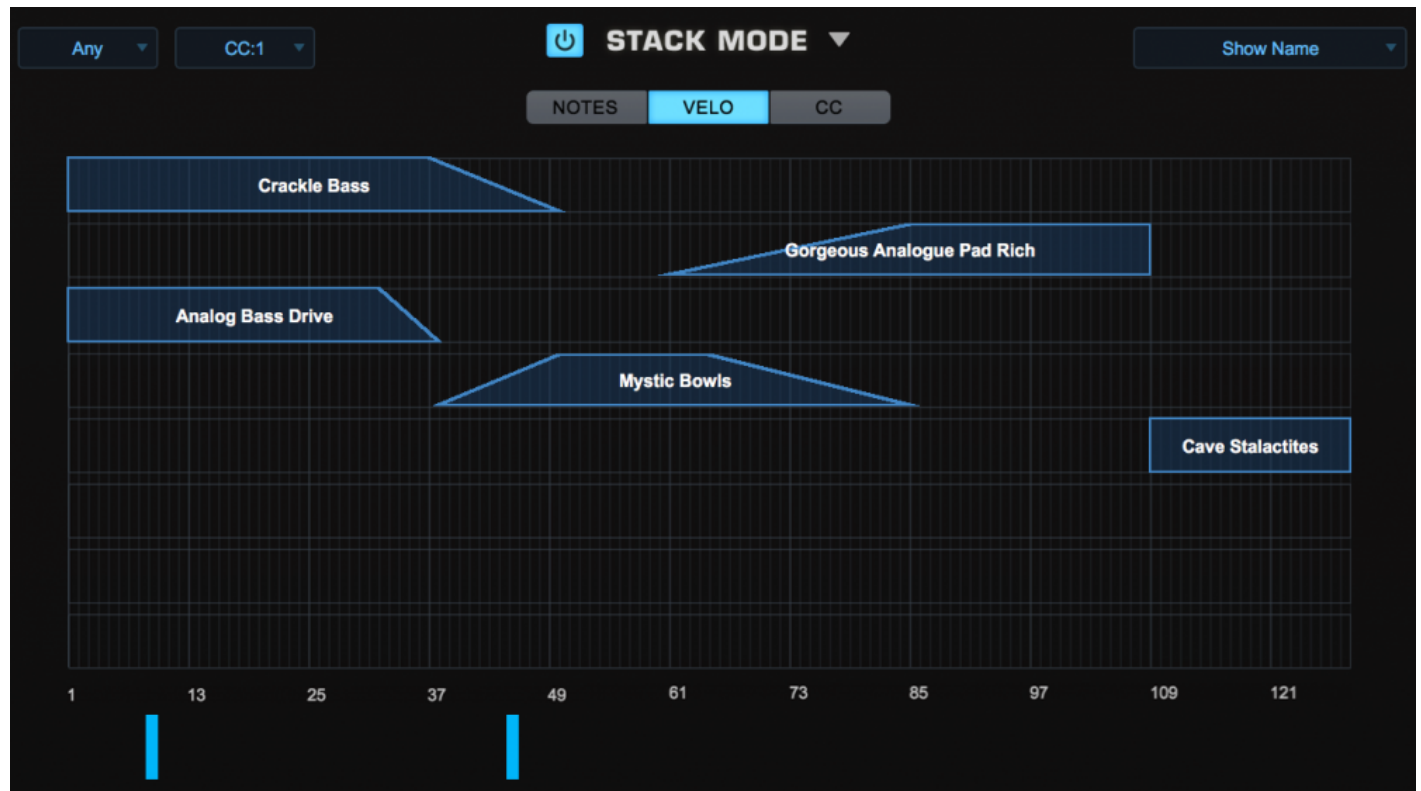 Any CC:1 STACK MODE Show Name
NOTES VELO CC
Crackle Bass
Gorgeous Analogue Pad Rich
Analog Bass Drive
Mystic Bowls
Cave Stalactites
1 13 25 37 49 61 73 85 97 109 121